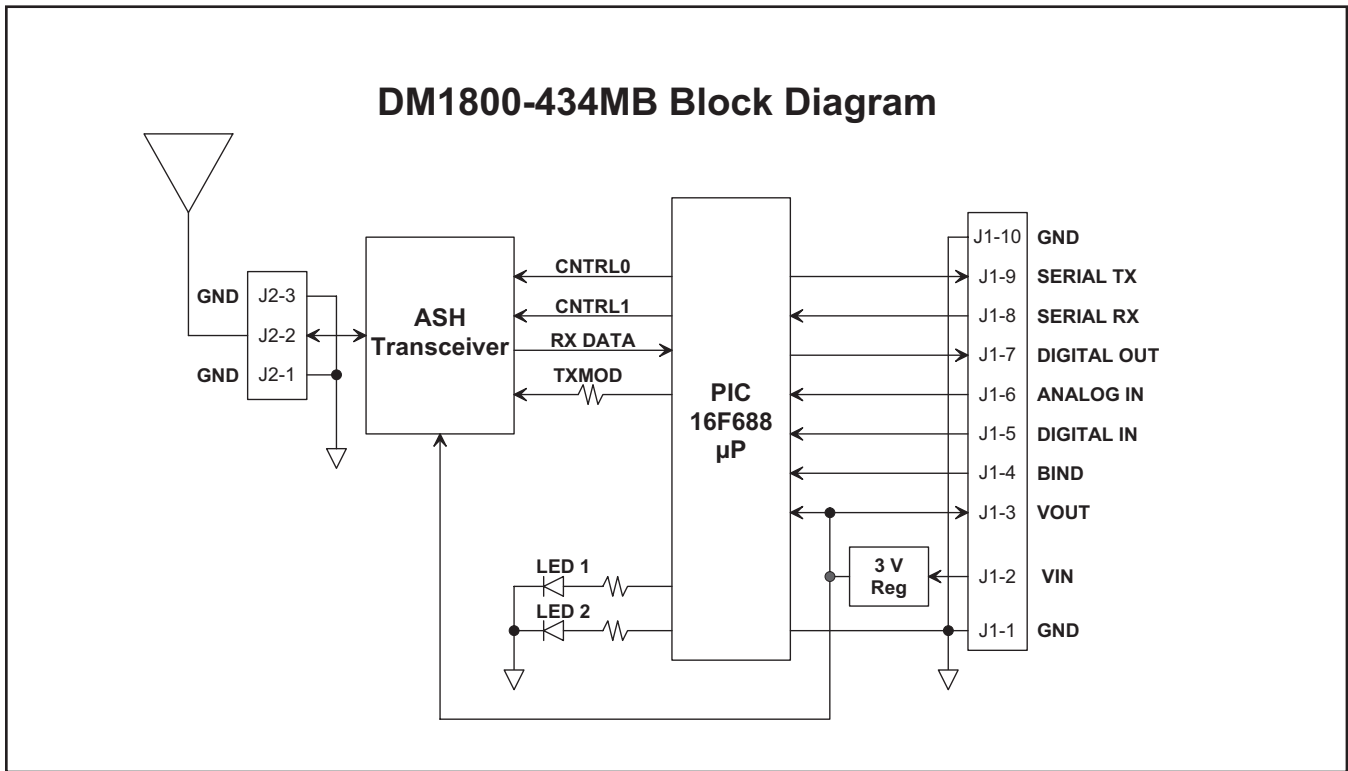 DM1800-434MB Block Diagram
GND J2-3
J2-2
GND J2-1
ASH
Transceiver
CNTRL0
CNTRL1
RX DATA
TXMOD
PIC
16F688
µP
LED 1
LED 2
3 V
Reg
J1-10 GND
J1-9 SERIAL TX
J1-8 SERIAL RX
J1-7 DIGITAL OUT
J1-6 ANALOG IN
J1-5 DIGITAL IN
J1-4 BIND
J1-3 VOUT
J1-2 VIN
J1-1 GND